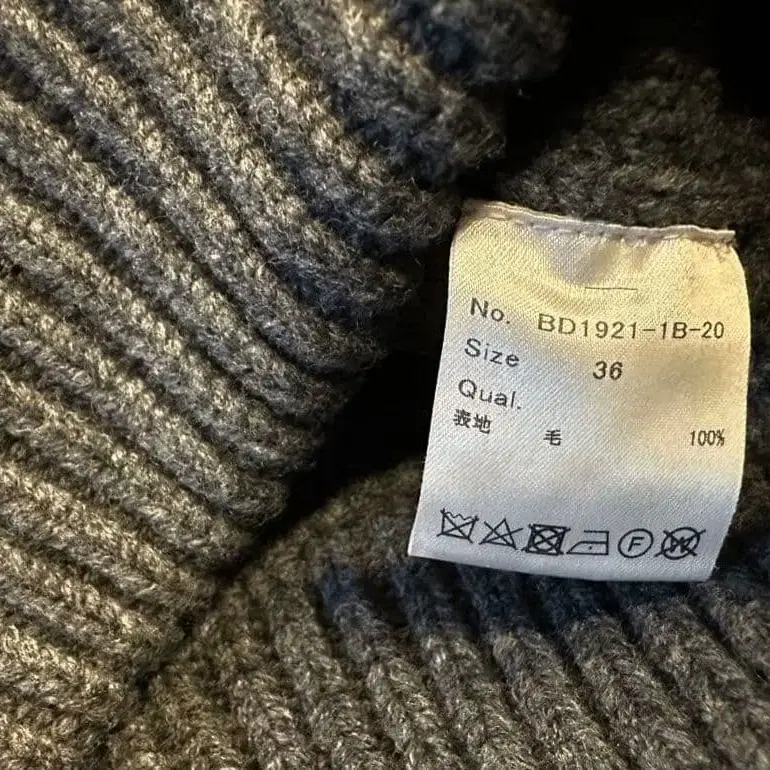 No. BD1921-1B-20
Size 36
Qual.
表地 毛 100%
F W